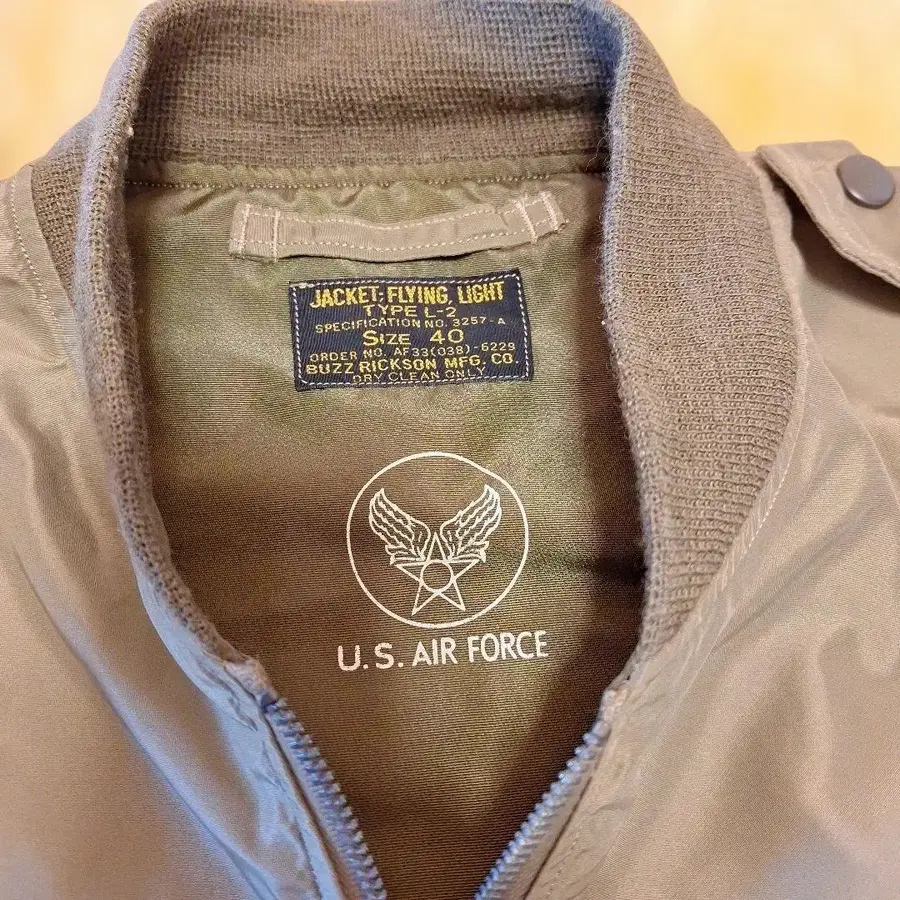 JACKET, FLYING, LIGHT
TYPE L-2
SPECIFICATION NO. 3257-A
SIZE 40
ORDER NO. AF33(038)-6229
BUZZ RICKSON MFG. CO.
DRY CLEAN ONLY
U.S. AIR FORCE